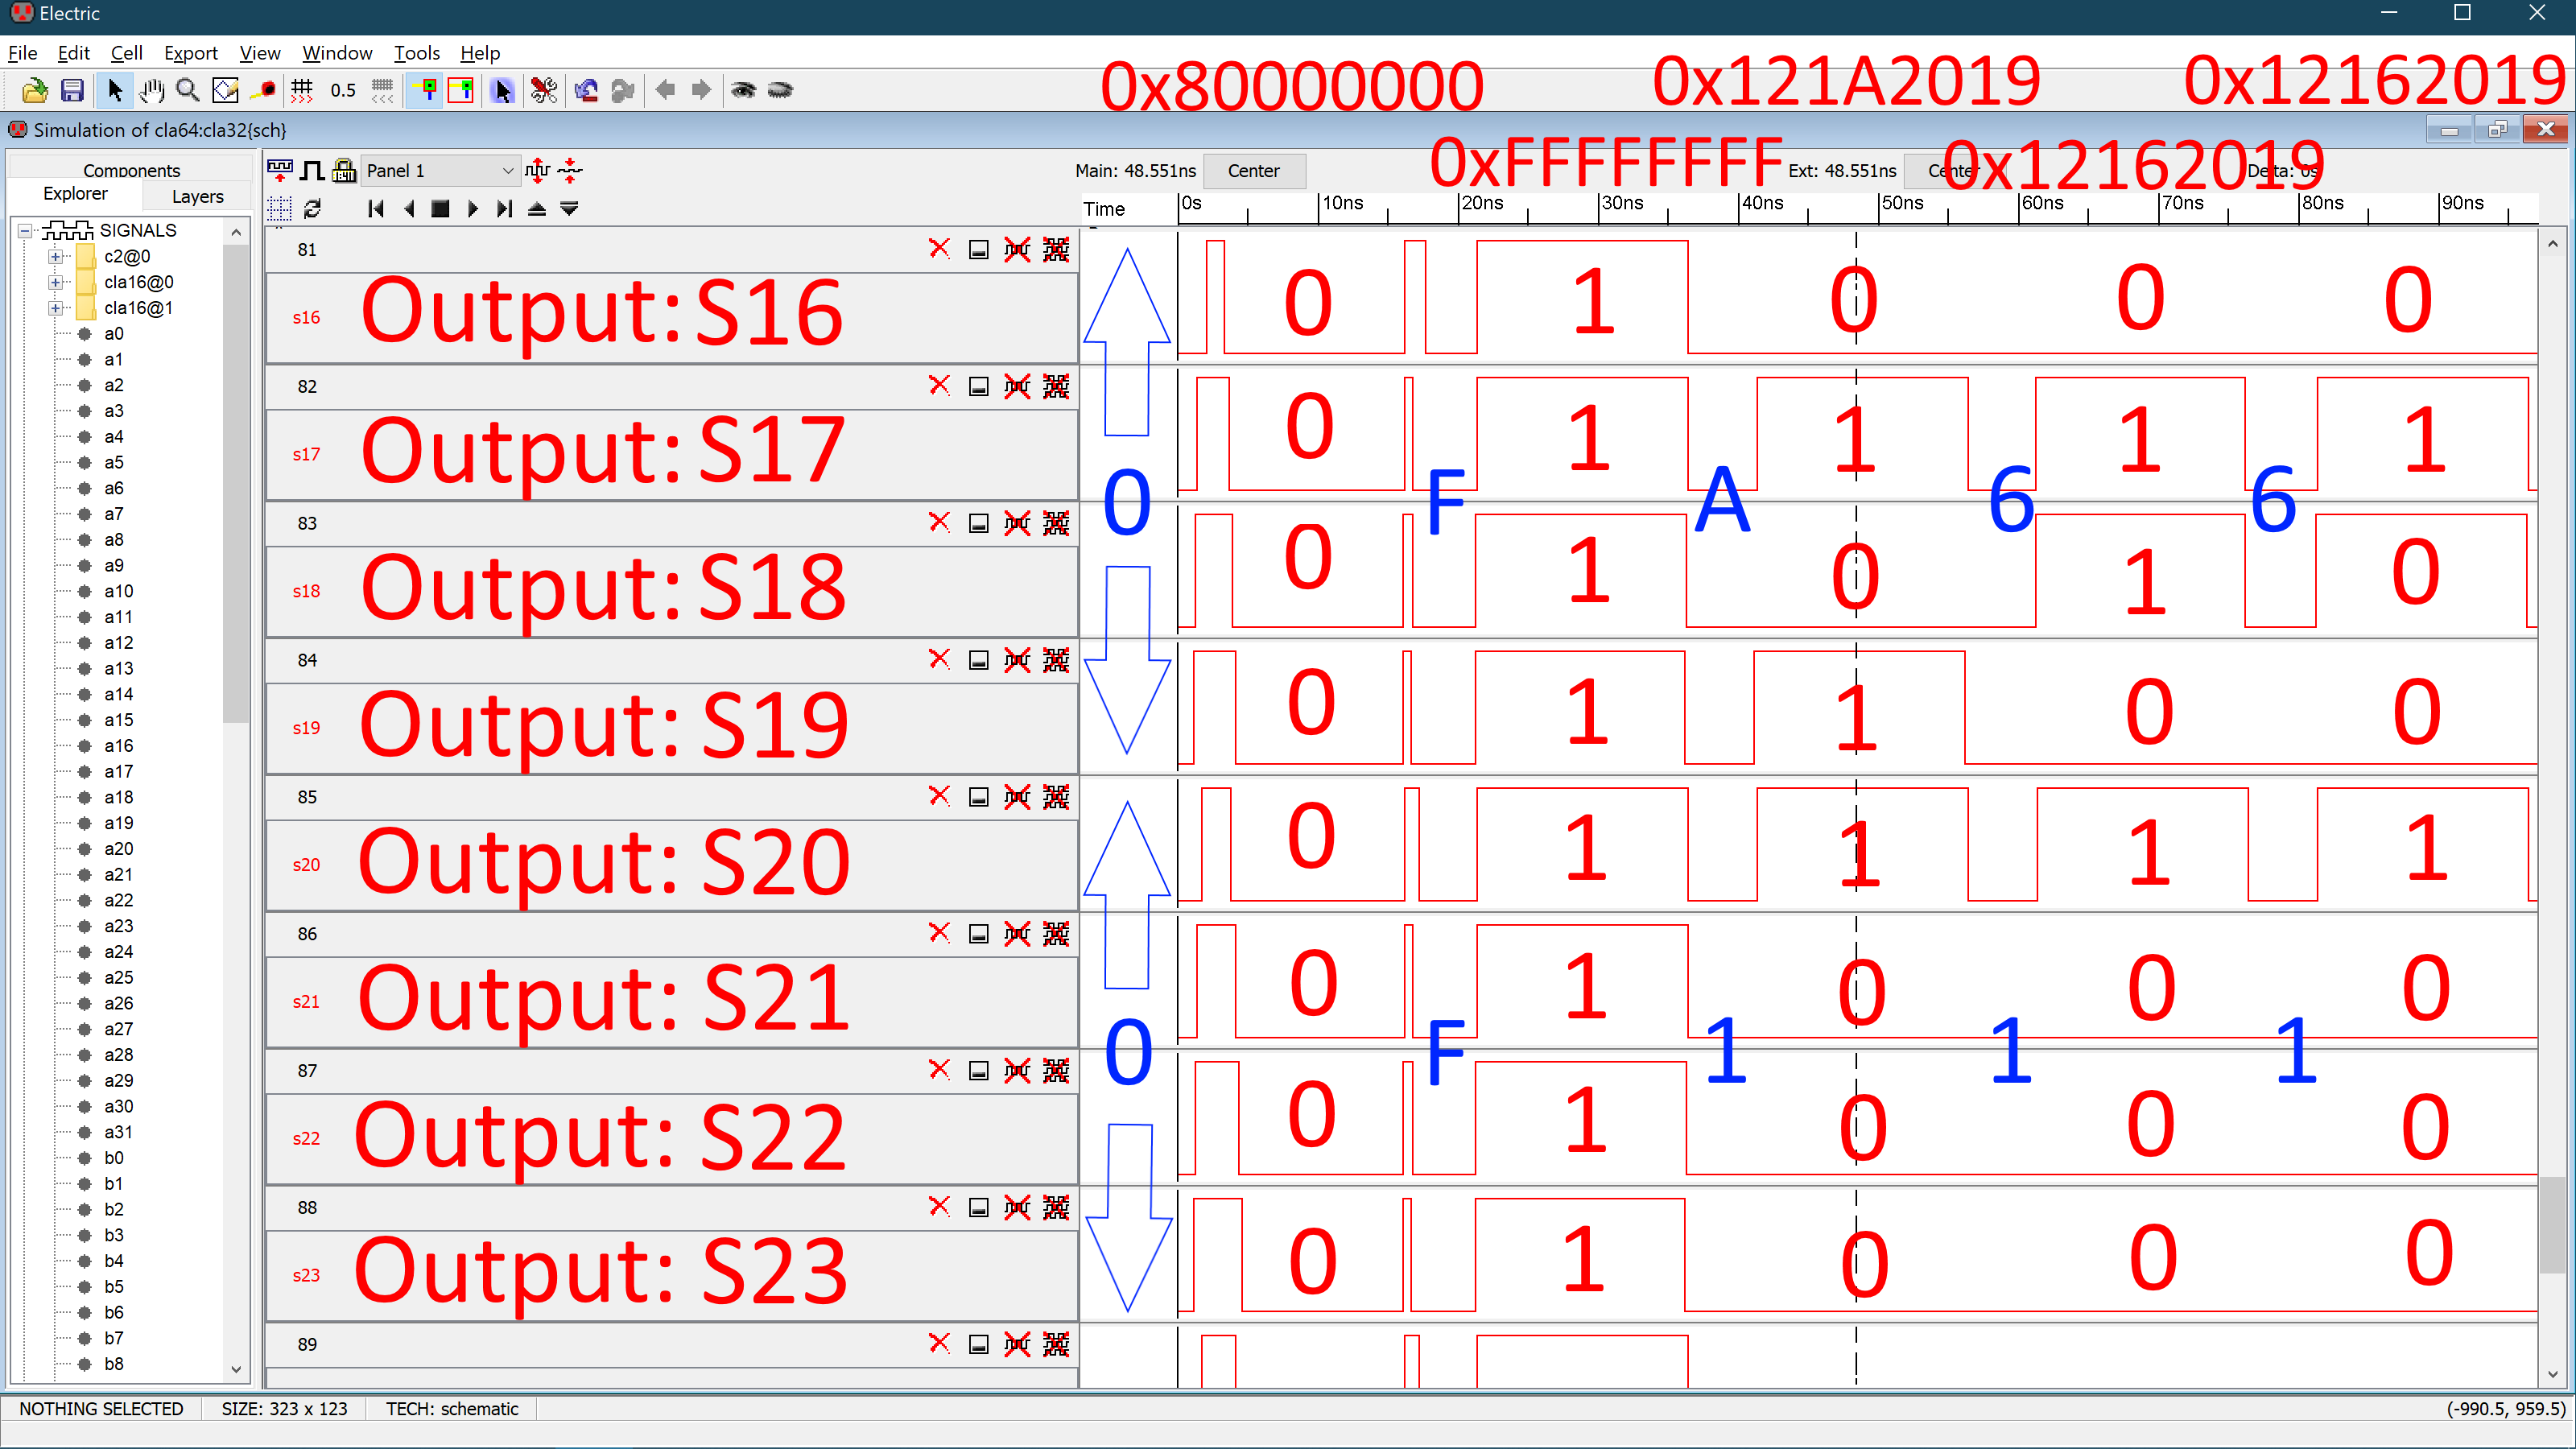 Electric
File Edit Cell Export View Window Tools Help
0.5
0x80000000 0x121A2019 0x12162019
Simulation of cla64:cla32{sch}
0xFFFFFFFF 0x12162019
Components
Explorer Layers
Panel 1
Main: 48.551ns Center Ext: 48.551ns Center Delta: 0s
Time 0s 10ns 20ns 30ns 40ns 50ns 60ns 70ns 80ns 90ns
SIGNALS
c2@0
cla16@0
cla16@1
a0
a1
a2
a3
a4
a5
a6
a7
a8
a9
a10
a11
a12
a13
a14
a15
a16
a17
a18
a19
a20
a21
a22
a23
a24
a25
a26
a27
a28
a29
a30
a31
b0
b1
b2
b3
b4
b5
b6
b7
b8
81
s16 Output: S16 0 1 0 0 0
82
s17 Output: S17 0 1 1 1 1
0 F A 6 6
83
s18 Output: S18 0 1 0 1 0
84
s19 Output: S19 0 1 1 0 0
85
s20 Output: S20 0 1 1 1 1
86
s21 Output: S21 0 1 0 0 0
0 F 1 1 1
87
s22 Output: S22 0 1 0 0 0
88
s23 Output: S23 0 1 0 0 0
89
NOTHING SELECTED SIZE: 323 x 123 TECH: schematic (-990.5, 959.5)